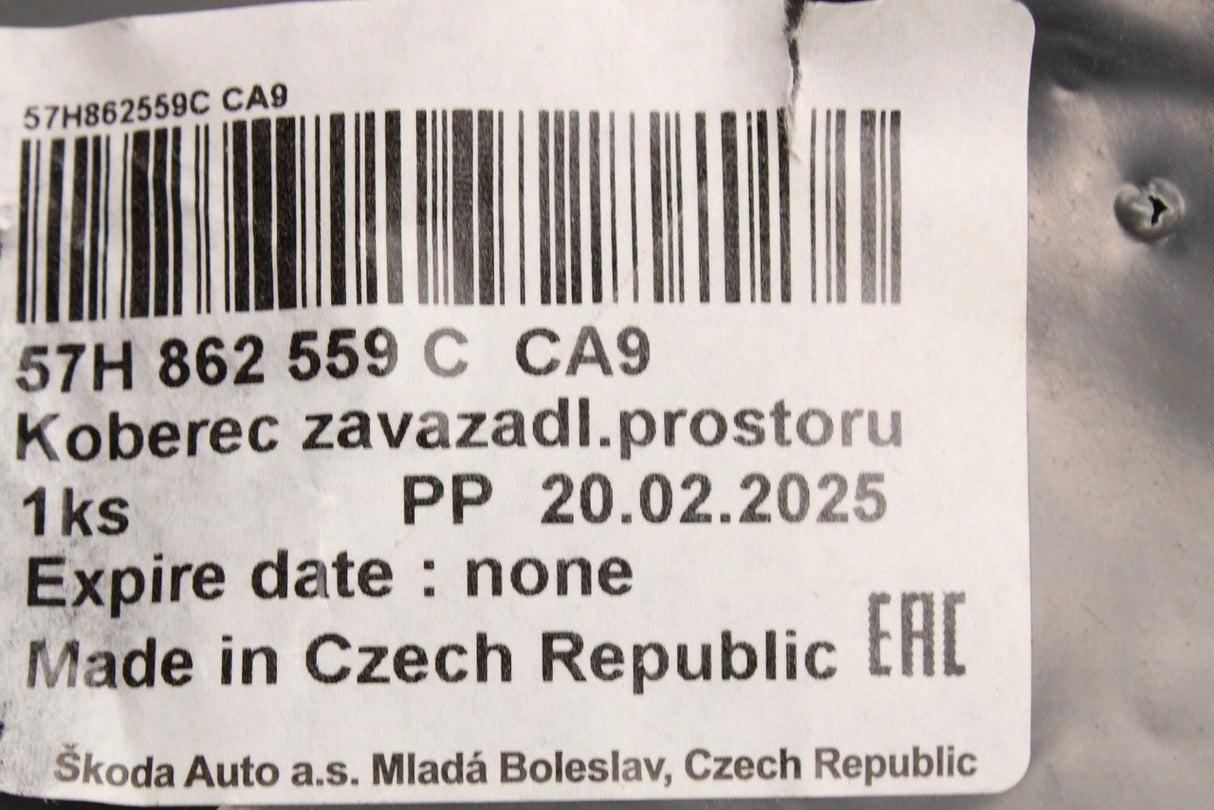 57H862559C CA9
57H 862 559 C CA9
Koberec zavazadl.prostoru
1ks PP 20.02.2025
Expire date : none
Made in Czech Republic EAC
Škoda Auto a.s. Mladá Boleslav, Czech Republic